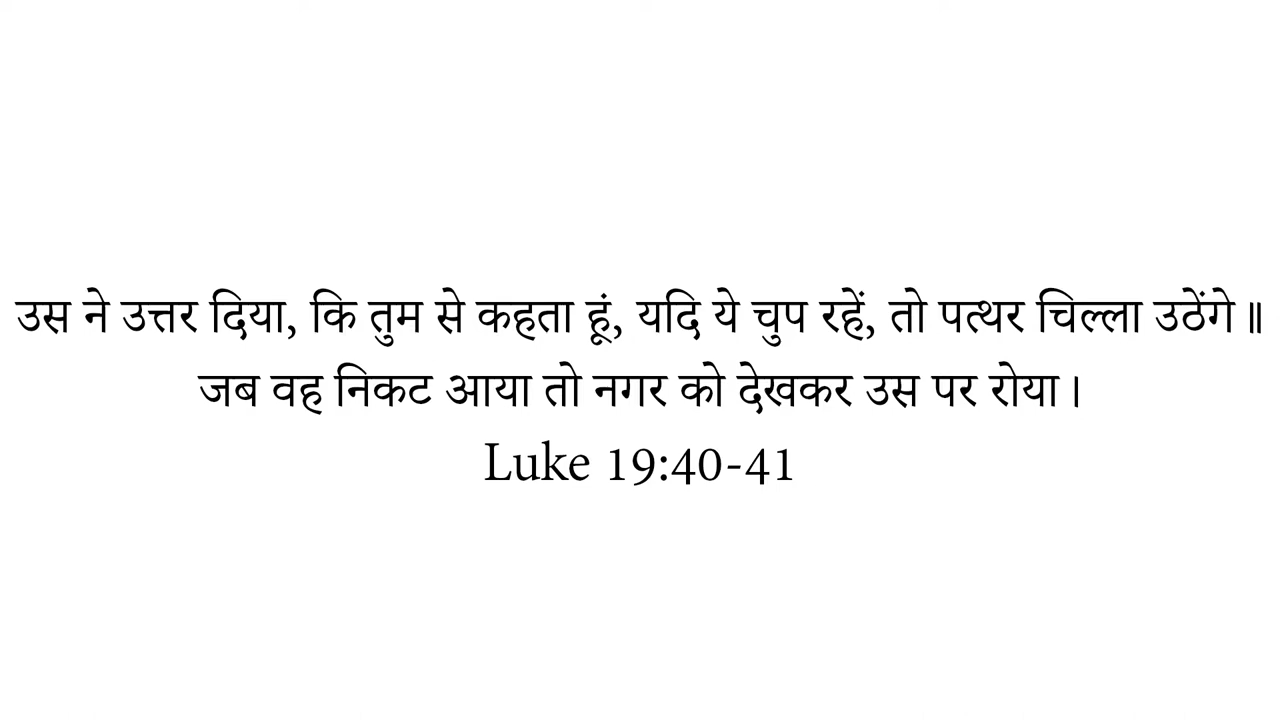 उस ने उत्तर दिया, कि तुम से कहता हूं, यदि ये चुप रहें, तो पत्थर चिल्ला उठेंगे॥
जब वह निकट आया तो नगर को देखकर उस पर रोया।
Luke 19:40-41